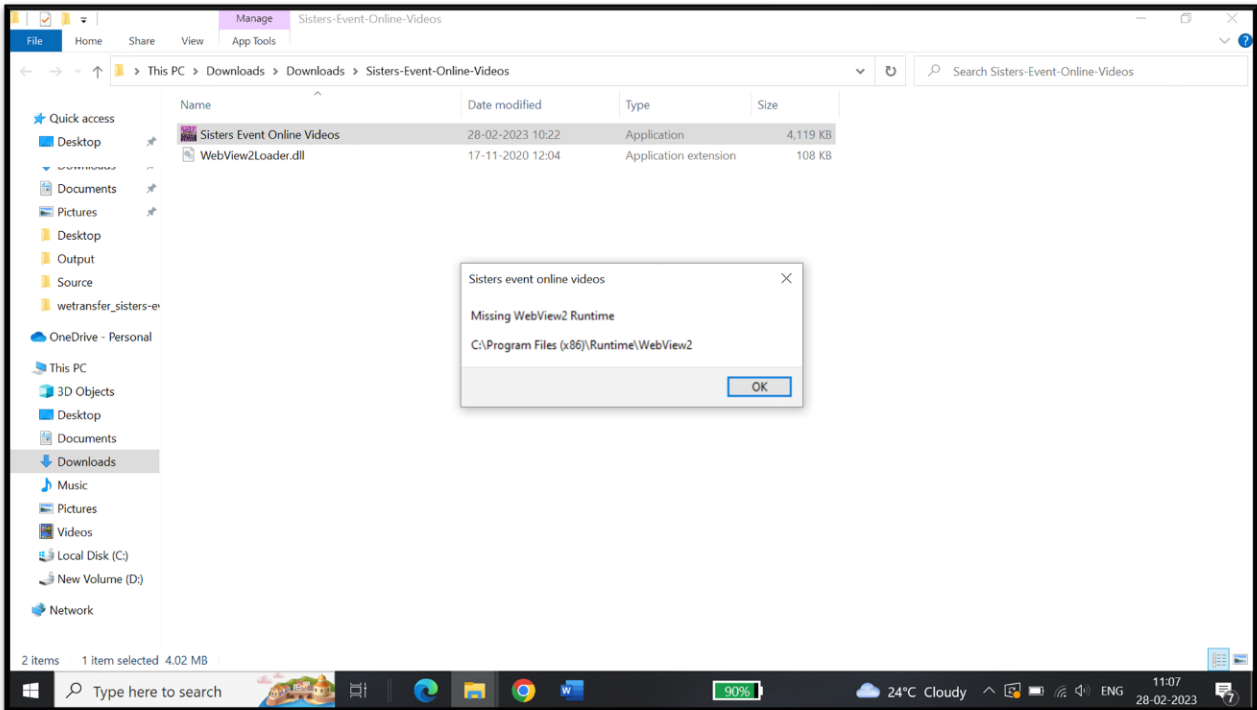 Manage Sisters-Event-Online-Videos
File Home Share View App Tools
This PC > Downloads > Downloads > Sisters-Event-Online-Videos
Search Sisters-Event-Online-Videos
Name Date modified Type Size
Sisters Event Online Videos 28-02-2023 10:22 Application 4,119 KB
WebView2Loader.dll 17-11-2020 12:04 Application extension 108 KB
Quick access
Desktop
Downloads
Documents
Pictures
Desktop
Output
Source
wetransfer_sisters-e
OneDrive - Personal
This PC
3D Objects
Desktop
Documents
Downloads
Music
Pictures
Videos
Local Disk (C:)
New Volume (D:)
Network
Sisters event online videos
Missing WebView2 Runtime
C:\Program Files (x86)\Runtime\WebView2
OK
2 items 1 item selected 4.02 MB
Type here to search
90%
24°C Cloudy
ENG
11:07
28-02-2023
7